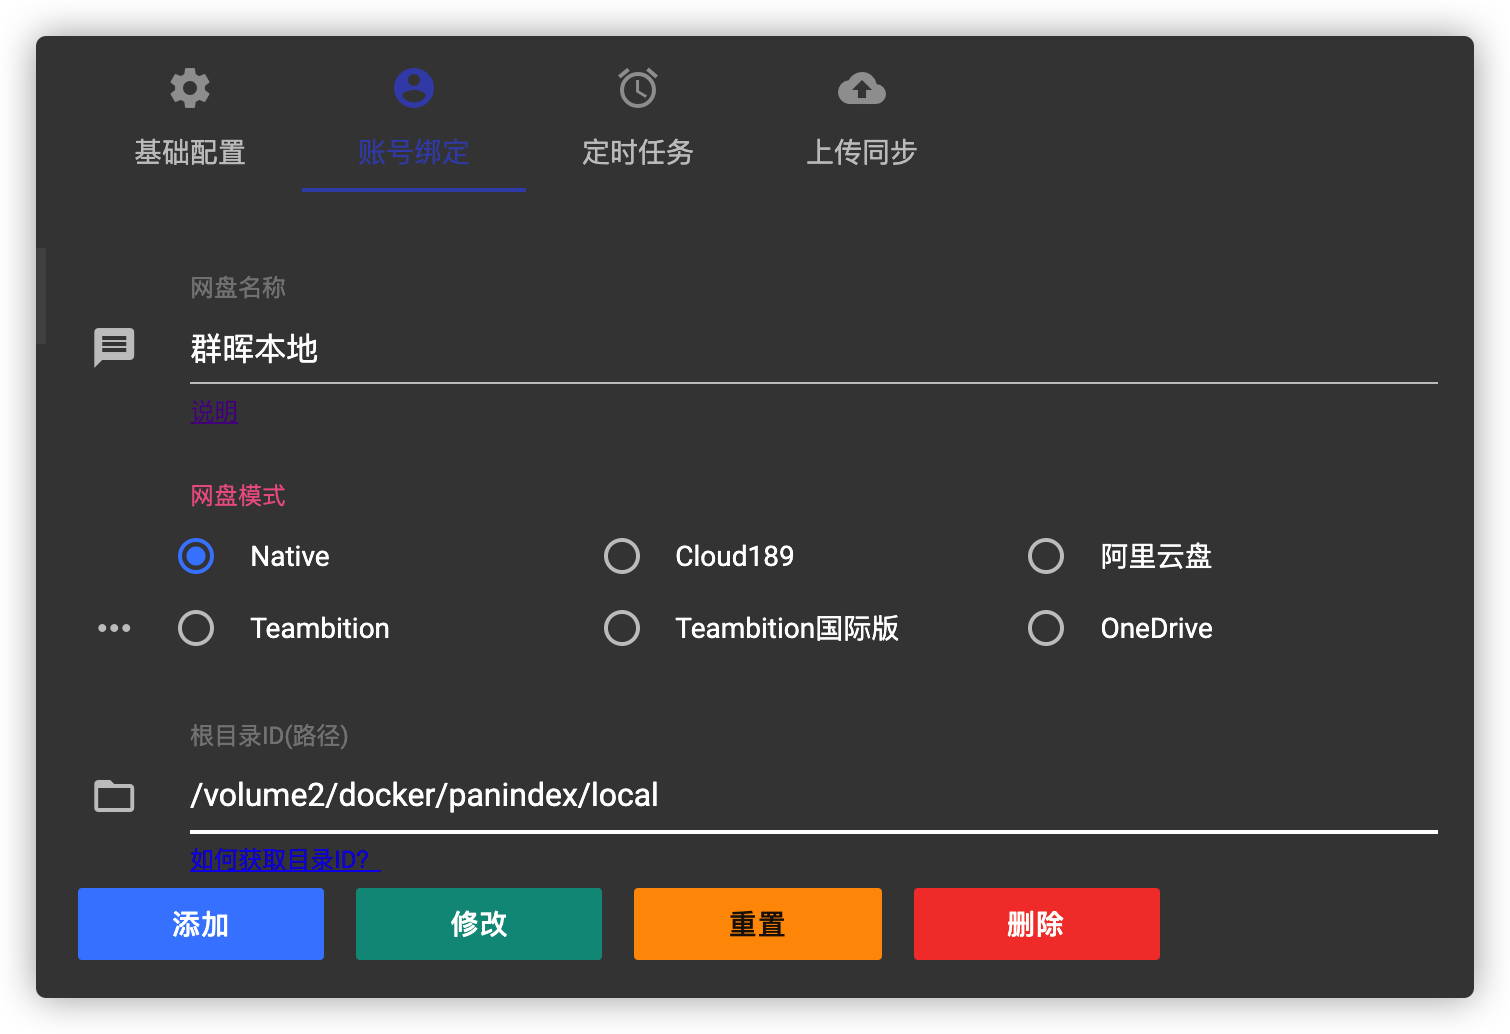 基础配置 账号绑定 定时任务 上传同步
网盘名称
群晖本地
说明
网盘模式
Native Cloud189 阿里云盘
Teambition Teambition国际版 OneDrive
根目录ID(路径)
/volume2/docker/panindex/local
如何获取目录ID?
添加 修改 重置 删除